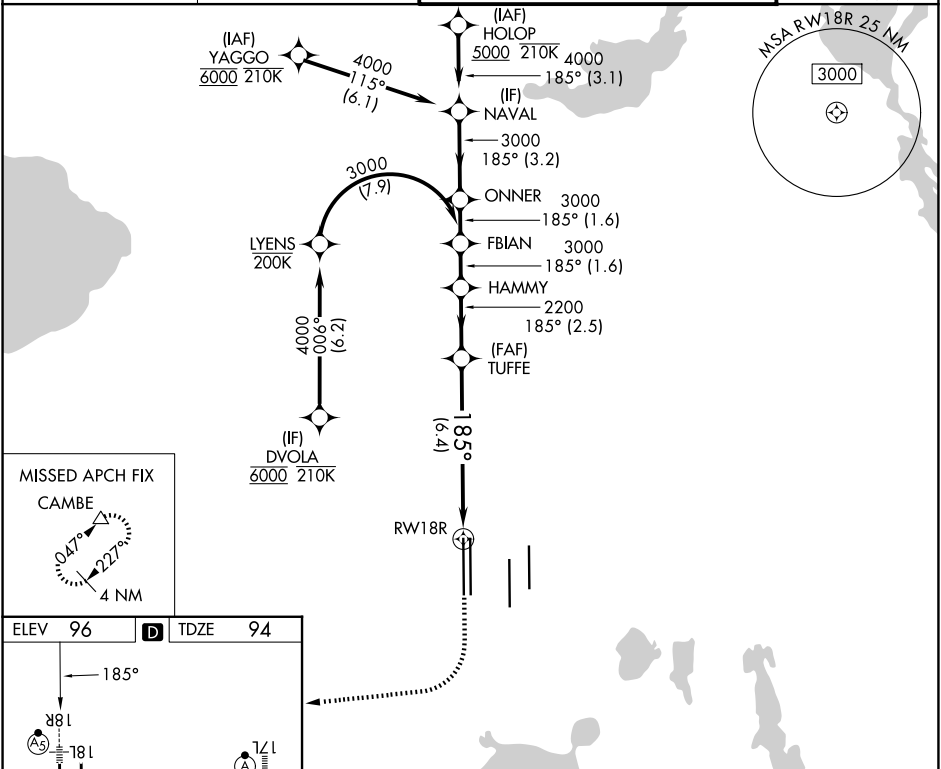 (IAF)
YAGGO
6000 210K
4000
115°
(6.1)
(IAF)
HOLOP
5000 210K
4000
185° (3.1)
(IF)
NAVAL
3000
185° (3.2)
MSA RW18R 25 NM
3000
3000
(7.9)
ONNER
3000
185° (1.6)
LYENS
200K
FBIAN
3000
185° (1.6)
HAMMY
2200
185° (2.5)
4000
006°
(6.2)
(FAF)
TUFFE
(IF)
DVOLA
6000 210K
185°
(6.4)
MISSED APCH FIX
CAMBE
047°
227°
4 NM
RW18R
ELEV 96 D TDZE 94
185°
18R
A5
18L
17L
A